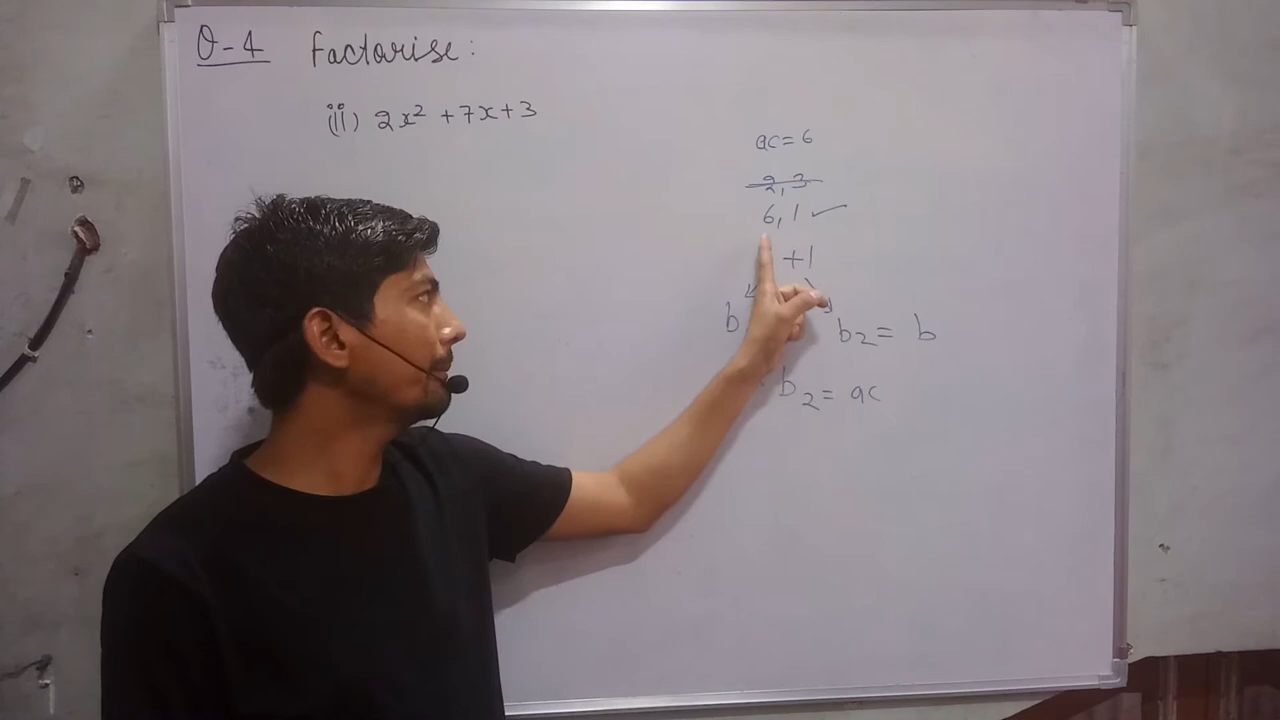 Q-4 Factorise:
(ii) 2x² + 7x + 3
ac = 6
2, 3
6, 1 ✓
+1
b b₂ = b
b₂ = ac